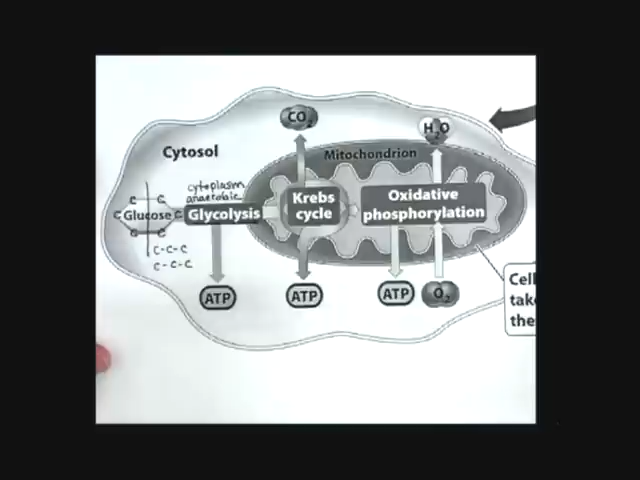 CO₂
H₂O
Mitochondrion
Cytosol
cytoplasm
anaerobic
C C
C Glucose C
C C
Glycolysis
Krebs
cycle
Oxidative
phosphorylation
C-C-C
C-C-C
ATP
ATP
ATP
O₂
Cell
take
the